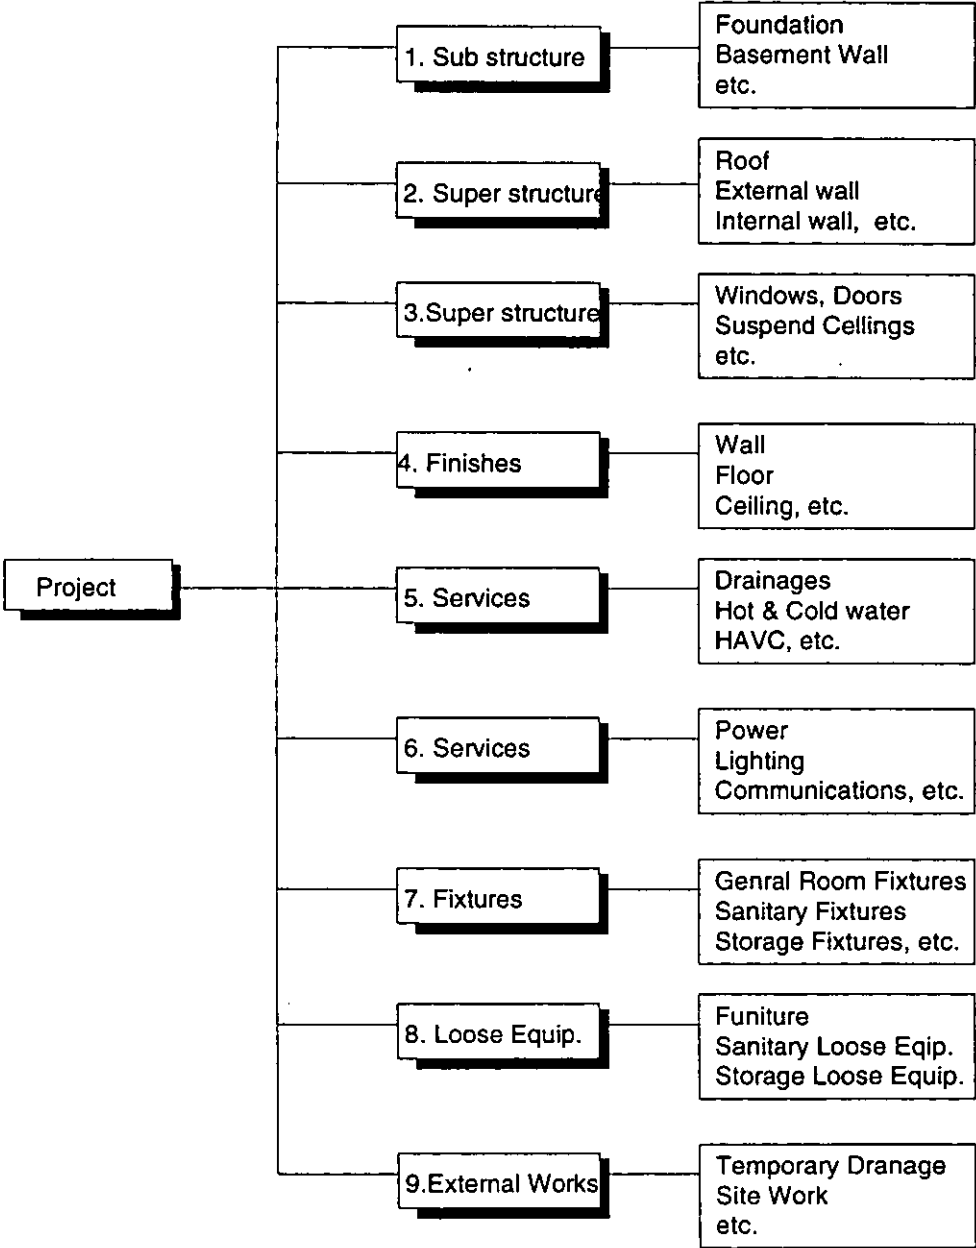 Project
1. Sub structure
Foundation
Basement Wall
etc.
2. Super structure
Roof
External wall
Internal wall, etc.
3.Super structure
Windows, Doors
Suspend Cellings
etc.
4. Finishes
Wall
Floor
Ceiling, etc.
5. Services
Drainages
Hot & Cold water
HAVC, etc.
6. Services
Power
Lighting
Communications, etc.
7. Fixtures
Genral Room Fixtures
Sanitary Fixtures
Storage Fixtures, etc.
8. Loose Equip.
Funiture
Sanitary Loose Eqip.
Storage Loose Equip.
9.External Works
Temporary Dranage
Site Work
etc.